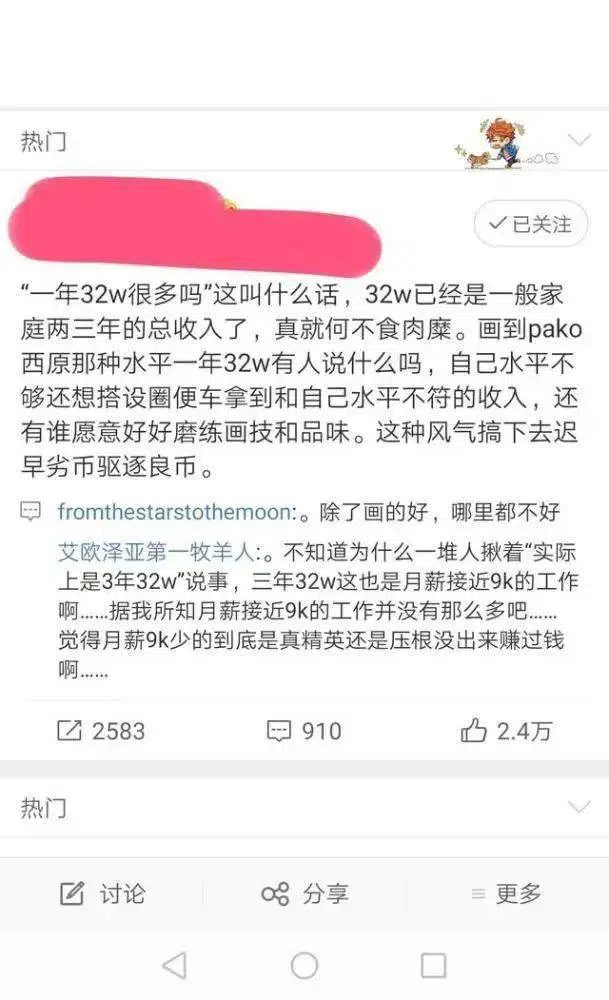 热门
已关注
“一年32w很多吗”这叫什么话，32w已经是一般家
庭两三年的总收入了，真就何不食肉糜。画到pako
西原那种水平一年32w有人说什么吗，自己水平不
够还想搭设圈便车拿到和自己水平不符的收入，还
有谁愿意好好磨练画技和品味。这种风气搞下去迟
早劣币驱逐良币。
fromthestarstothemoon:。除了画的好，哪里都不好
艾欧泽亚第一牧羊人:。不知道为什么一堆人揪着“实际
上是3年32w”说事，三年32w这也是月薪接近9k的工作
啊……据我所知月薪接近9k的工作并没有那么多吧……
觉得月薪9k少的到底是真精英还是压根没出来赚过钱
啊……
2583
910
2.4万
热门
讨论
分享
更多